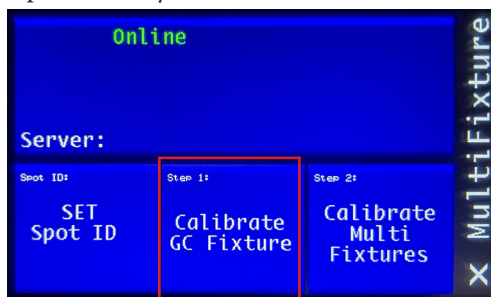 Online
Server:
Spot ID:
SET
Spot ID
Step 1:
Calibrate
GC Fixture
Step 2:
Calibrate
Multi
Fixtures
X MultiFixture